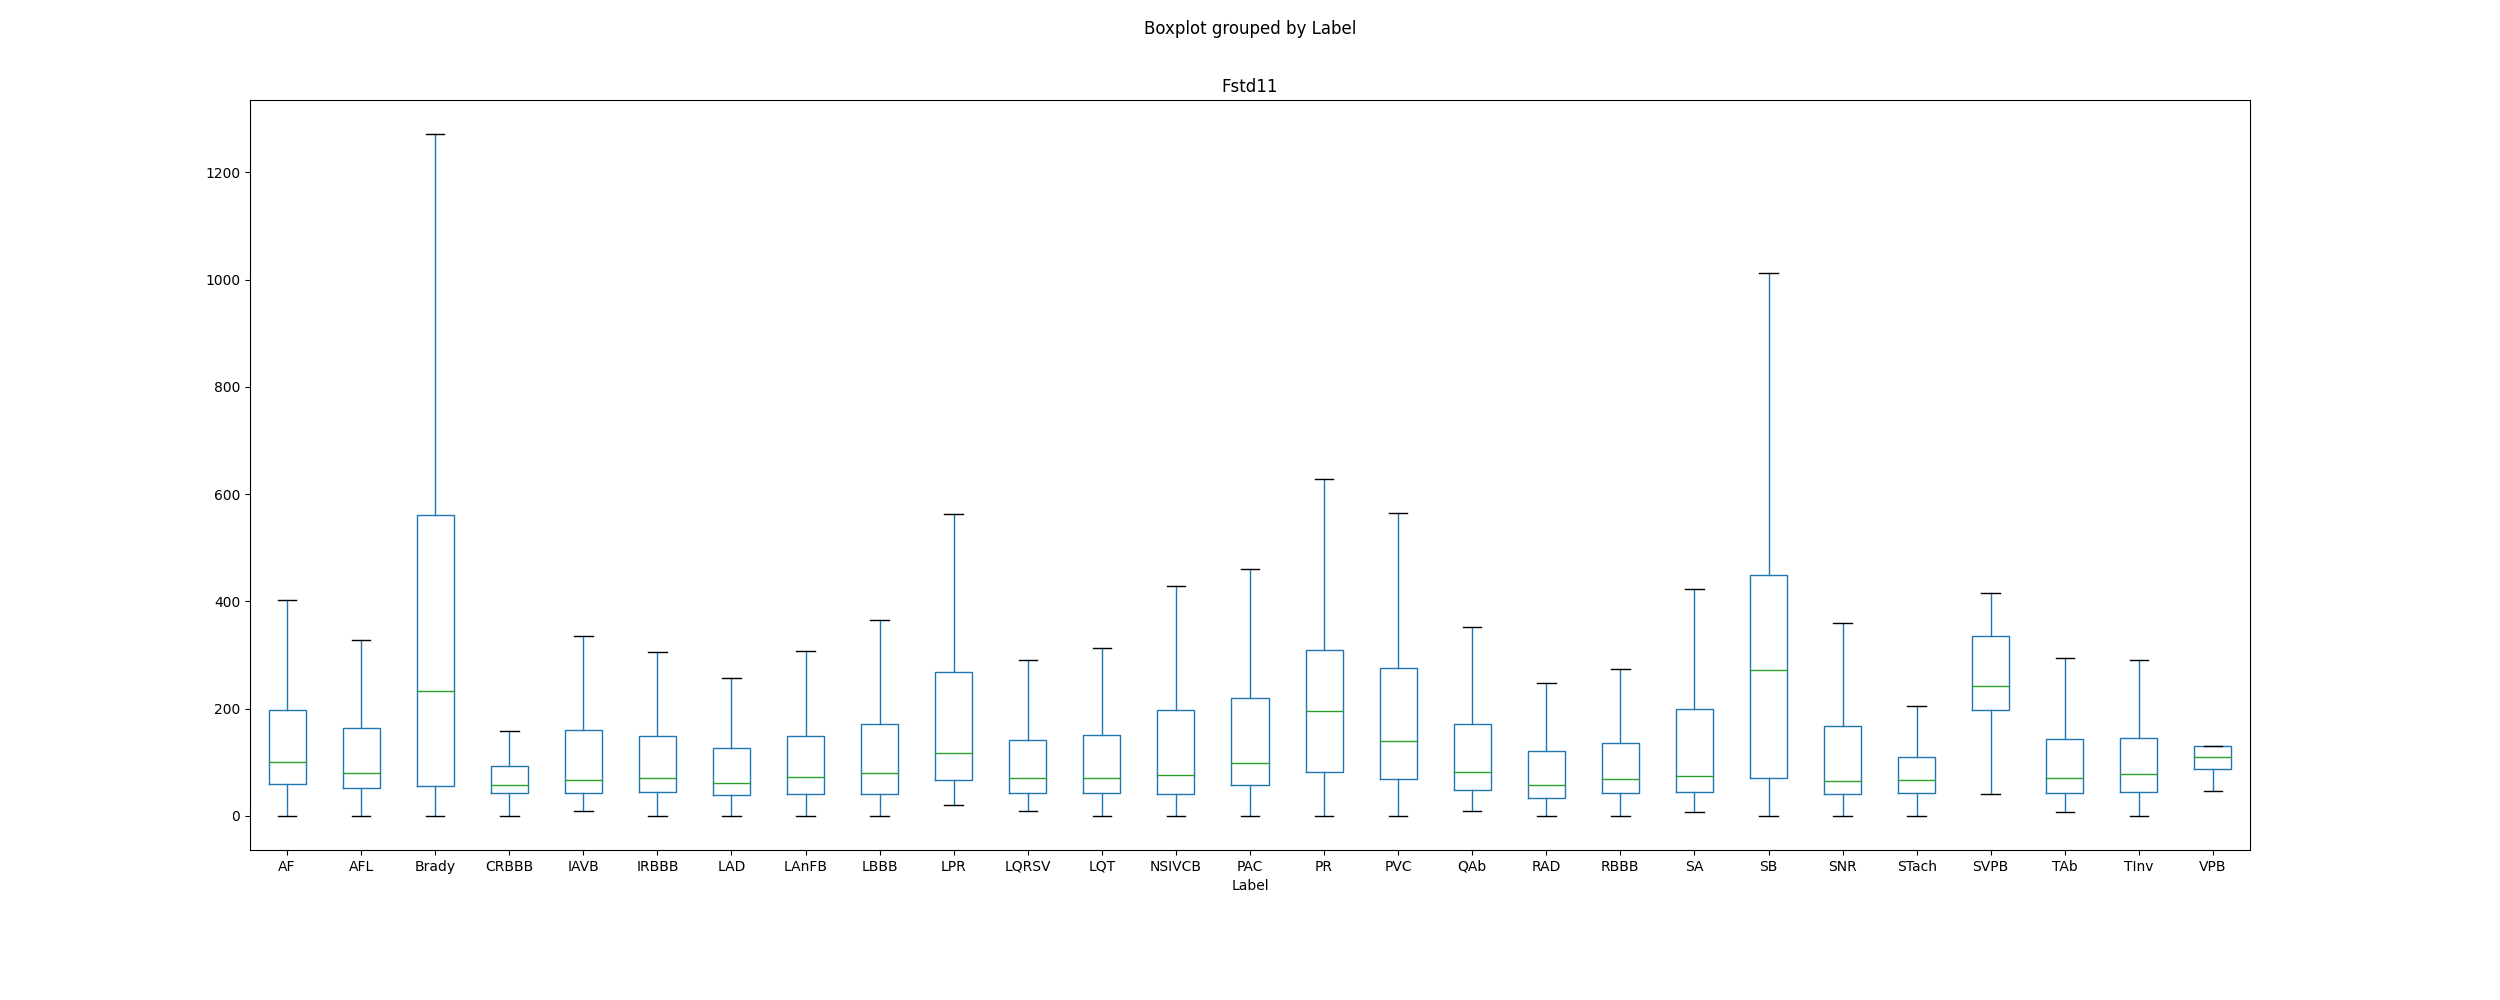 Boxplot grouped by Label
Fstd11
1200
1000
800
600
400
200
0
AF AFL Brady CRBBB IAVB IRBBB LAD LAnFB LBBB LPR LQRSV LQT NSIVCB PAC PR PVC QAb RAD RBBB SA SB SNR STach SVPB TAb TInv VPB
Label